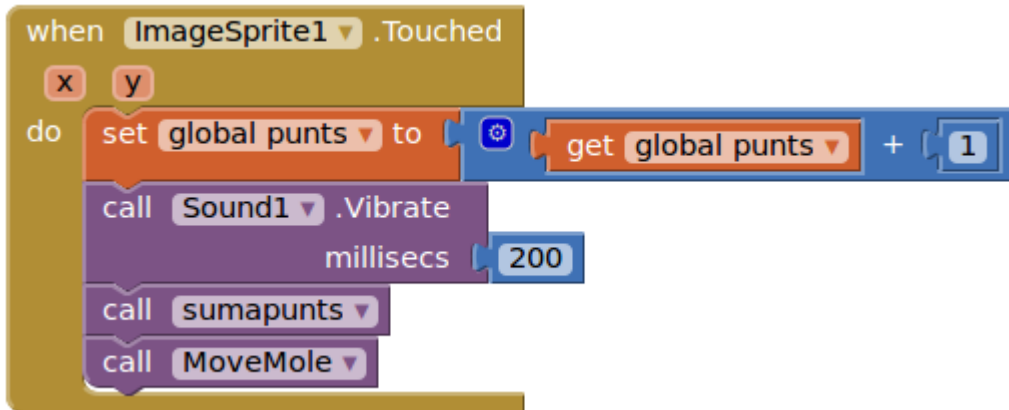 when ImageSprite1 .Touched
x y
do set global punts to get global punts + 1
call Sound1 .Vibrate
millisecs 200
call sumapunts
call MoveMole